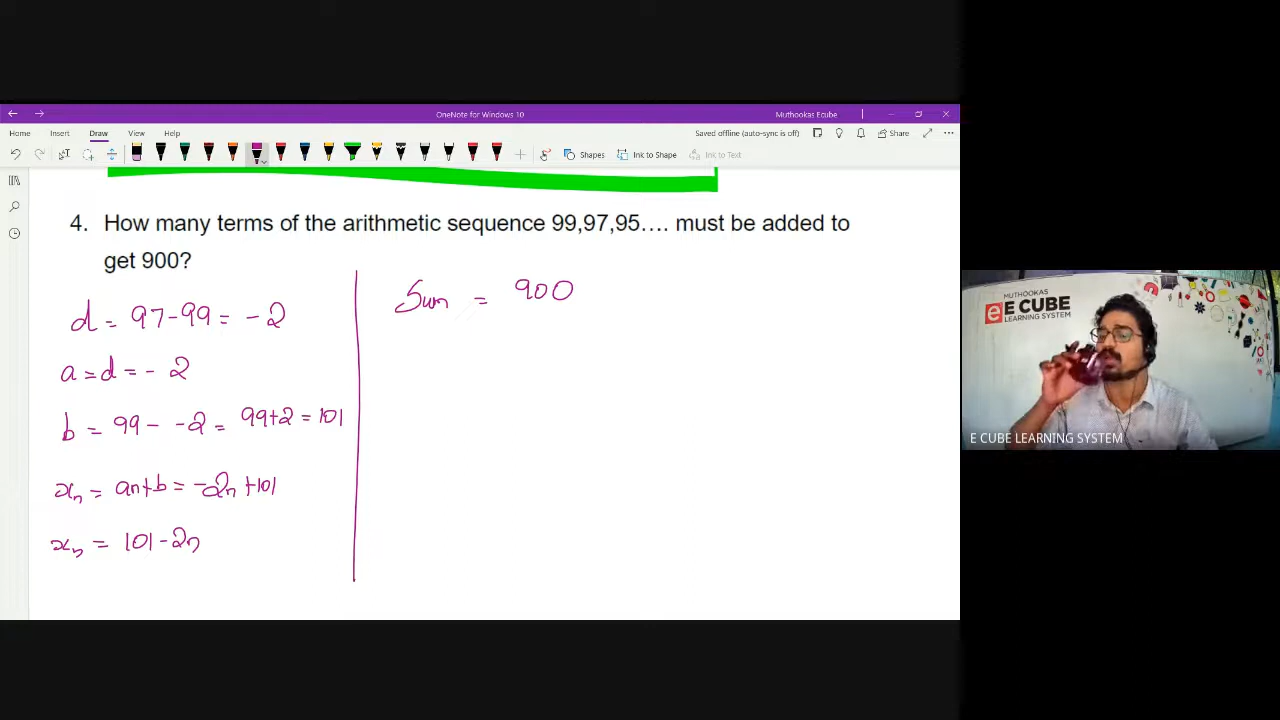 OneNote for Windows 10
Muthookas Ecube
Home Insert Draw View Help
Saved offline (auto-sync is off)
Share
Shapes
Ink to Shape
Ink to Text
4. How many terms of the arithmetic sequence 99,97,95.... must be added to
get 900?
d = 97-99 = -2
a = d = -2
b = 99 - -2 = 99+2 = 101
xn = an+b = -2n +101
xn = 101-2n
Sum = 900
MUTHOOKAS
e E CUBE
LEARNING SYSTEM
E CUBE LEARNING SYSTEM